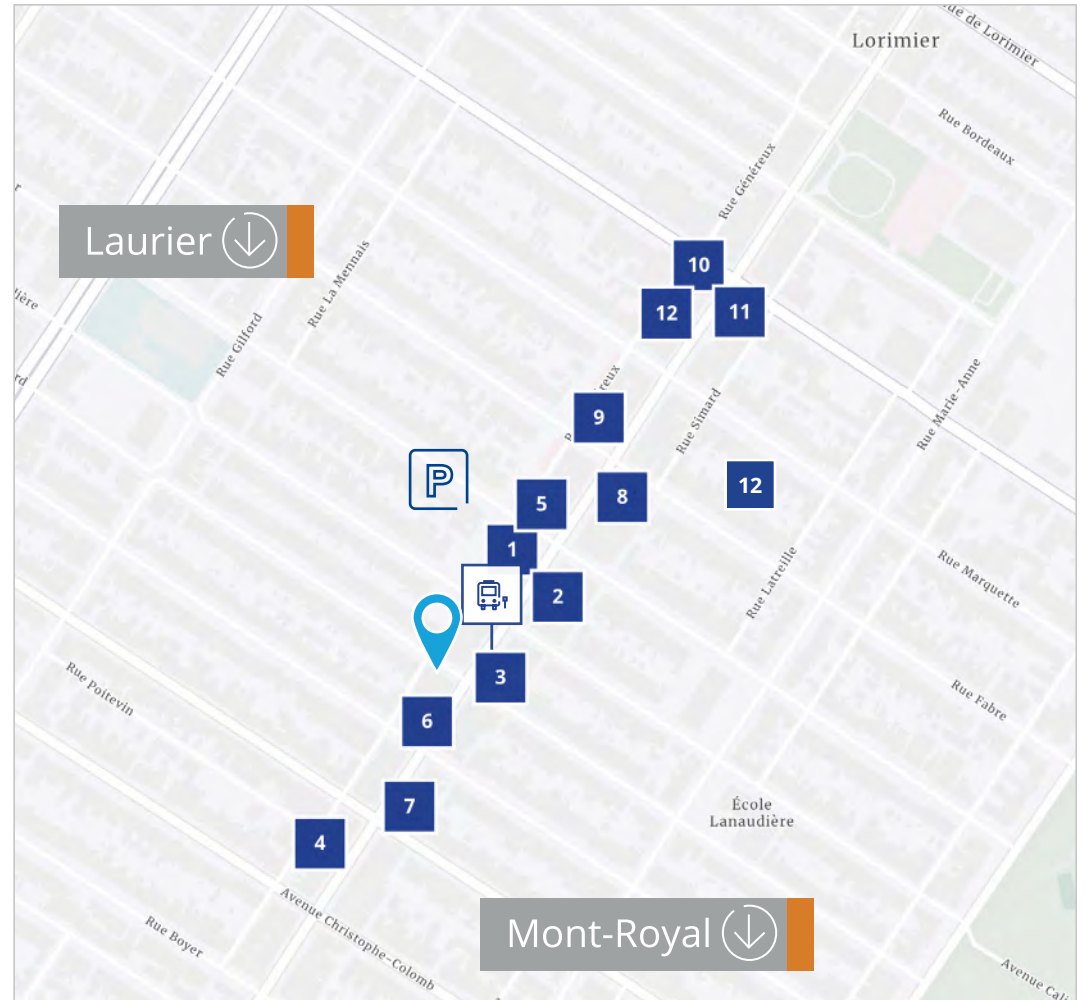 Rue de Lorimier
Lorimier
Rue Bordeaux
Rue Généreux
Laurier
Rue La Mennais
10
12
11
Rue Gilford
Rue Marie-Anne
Rue Simard
9
P
5
8
12
1
2
Rue Marquette
Rue Latreille
3
Rue Poitevin
6
Rue Fabre
7
École
Lanaudière
4
Avenue Christophe-Colomb
Rue Boyer
Mont-Royal